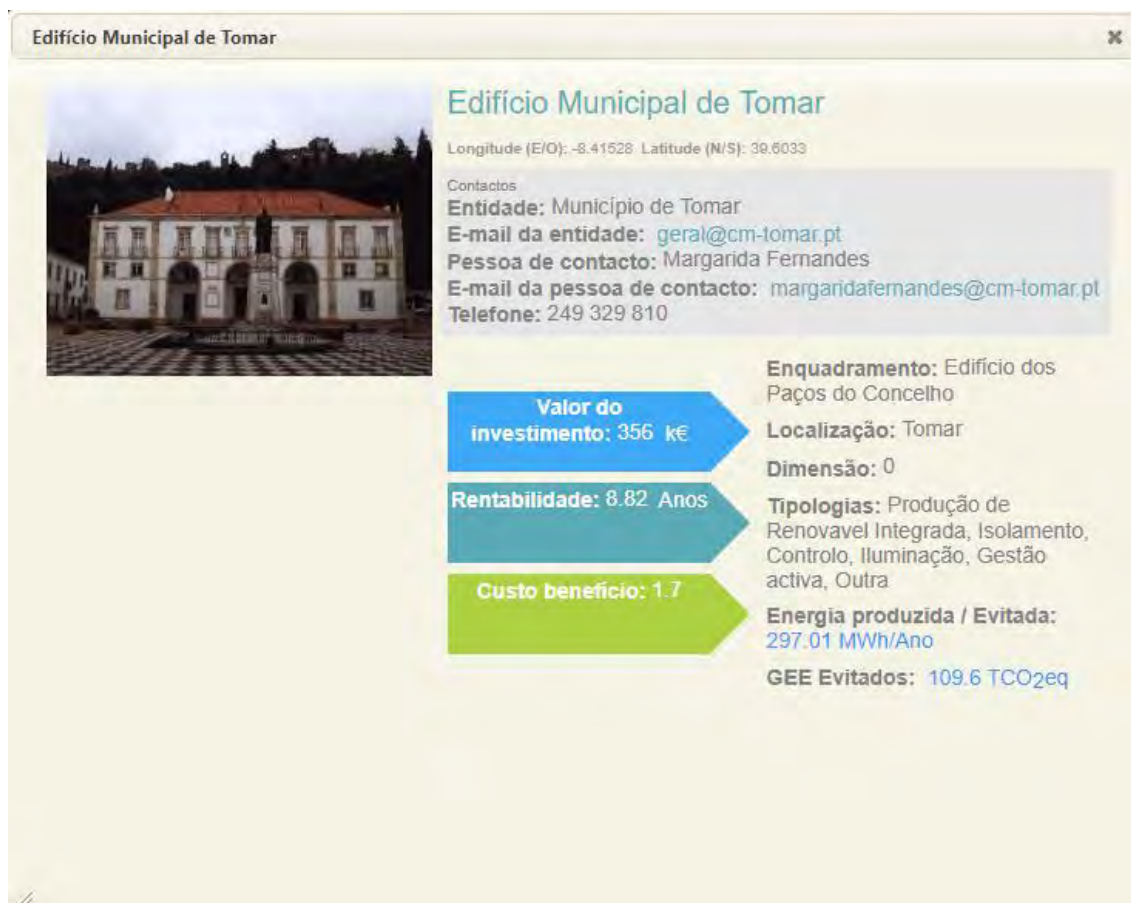 Edifício Municipal de Tomar
Edifício Municipal de Tomar
Longitude (E/O): -8.41528 Latitude (N/S): 39.6033
Contactos
Entidade: Município de Tomar
E-mail da entidade: geral@cm-tomar.pt
Pessoa de contacto: Margarida Fernandes
E-mail da pessoa de contacto: margaridafernandes@cm-tomar.pt
Telefone: 249 329 810
Valor do
investimento: 356 k€
Rentabilidade: 8.82 Anos
Custo benefício: 1.7
Enquadramento: Edifício dos
Paços do Concelho
Localização: Tomar
Dimensão: 0
Tipologias: Produção de
Renovavel Integrada, Isolamento,
Controlo, Iluminação, Gestão
activa, Outra
Energia produzida / Evitada:
297.01 MWh/Ano
GEE Evitados: 109.6 TCO2eq